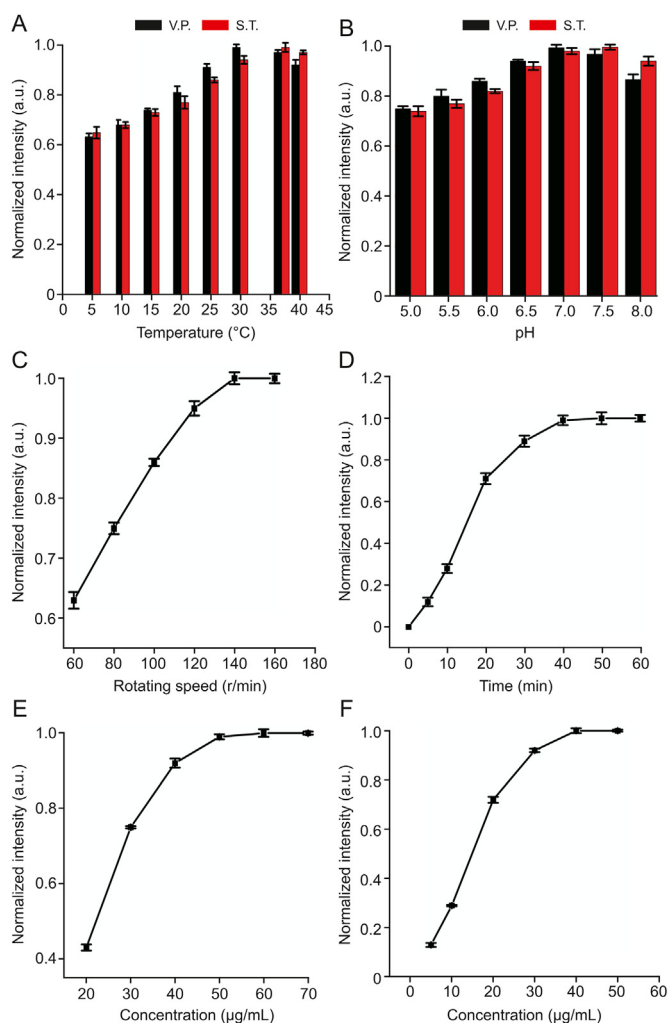 A
V.P. S.T.
Normalized intensity (a.u.)
1.0
0.8
0.6
0.4
0.2
0
0 5 10 15 20 25 30 35 40 45
Temperature (°C)
B
V.P. S.T.
Normalized intensity (a.u.)
1.0
0.8
0.6
0.4
0.2
0
5.0 5.5 6.0 6.5 7.0 7.5 8.0
pH
C
Normalized intensity (a.u.)
1.0
0.9
0.8
0.7
0.6
60 80 100 120 140 160 180
Rotating speed (r/min)
D
Normalized intensity (a.u.)
1.2
1.0
0.8
0.6
0.4
0.2
0
0 10 20 30 40 50 60
Time (min)
E
Normalized intensity (a.u.)
1.0
0.8
0.6
0.4
20 30 40 50 60 70
Concentration (µg/mL)
F
Normalized intensity (a.u.)
1.0
0.8
0.6
0.4
0.2
0
0 10 20 30 40 50 60
Concentration (µg/mL)